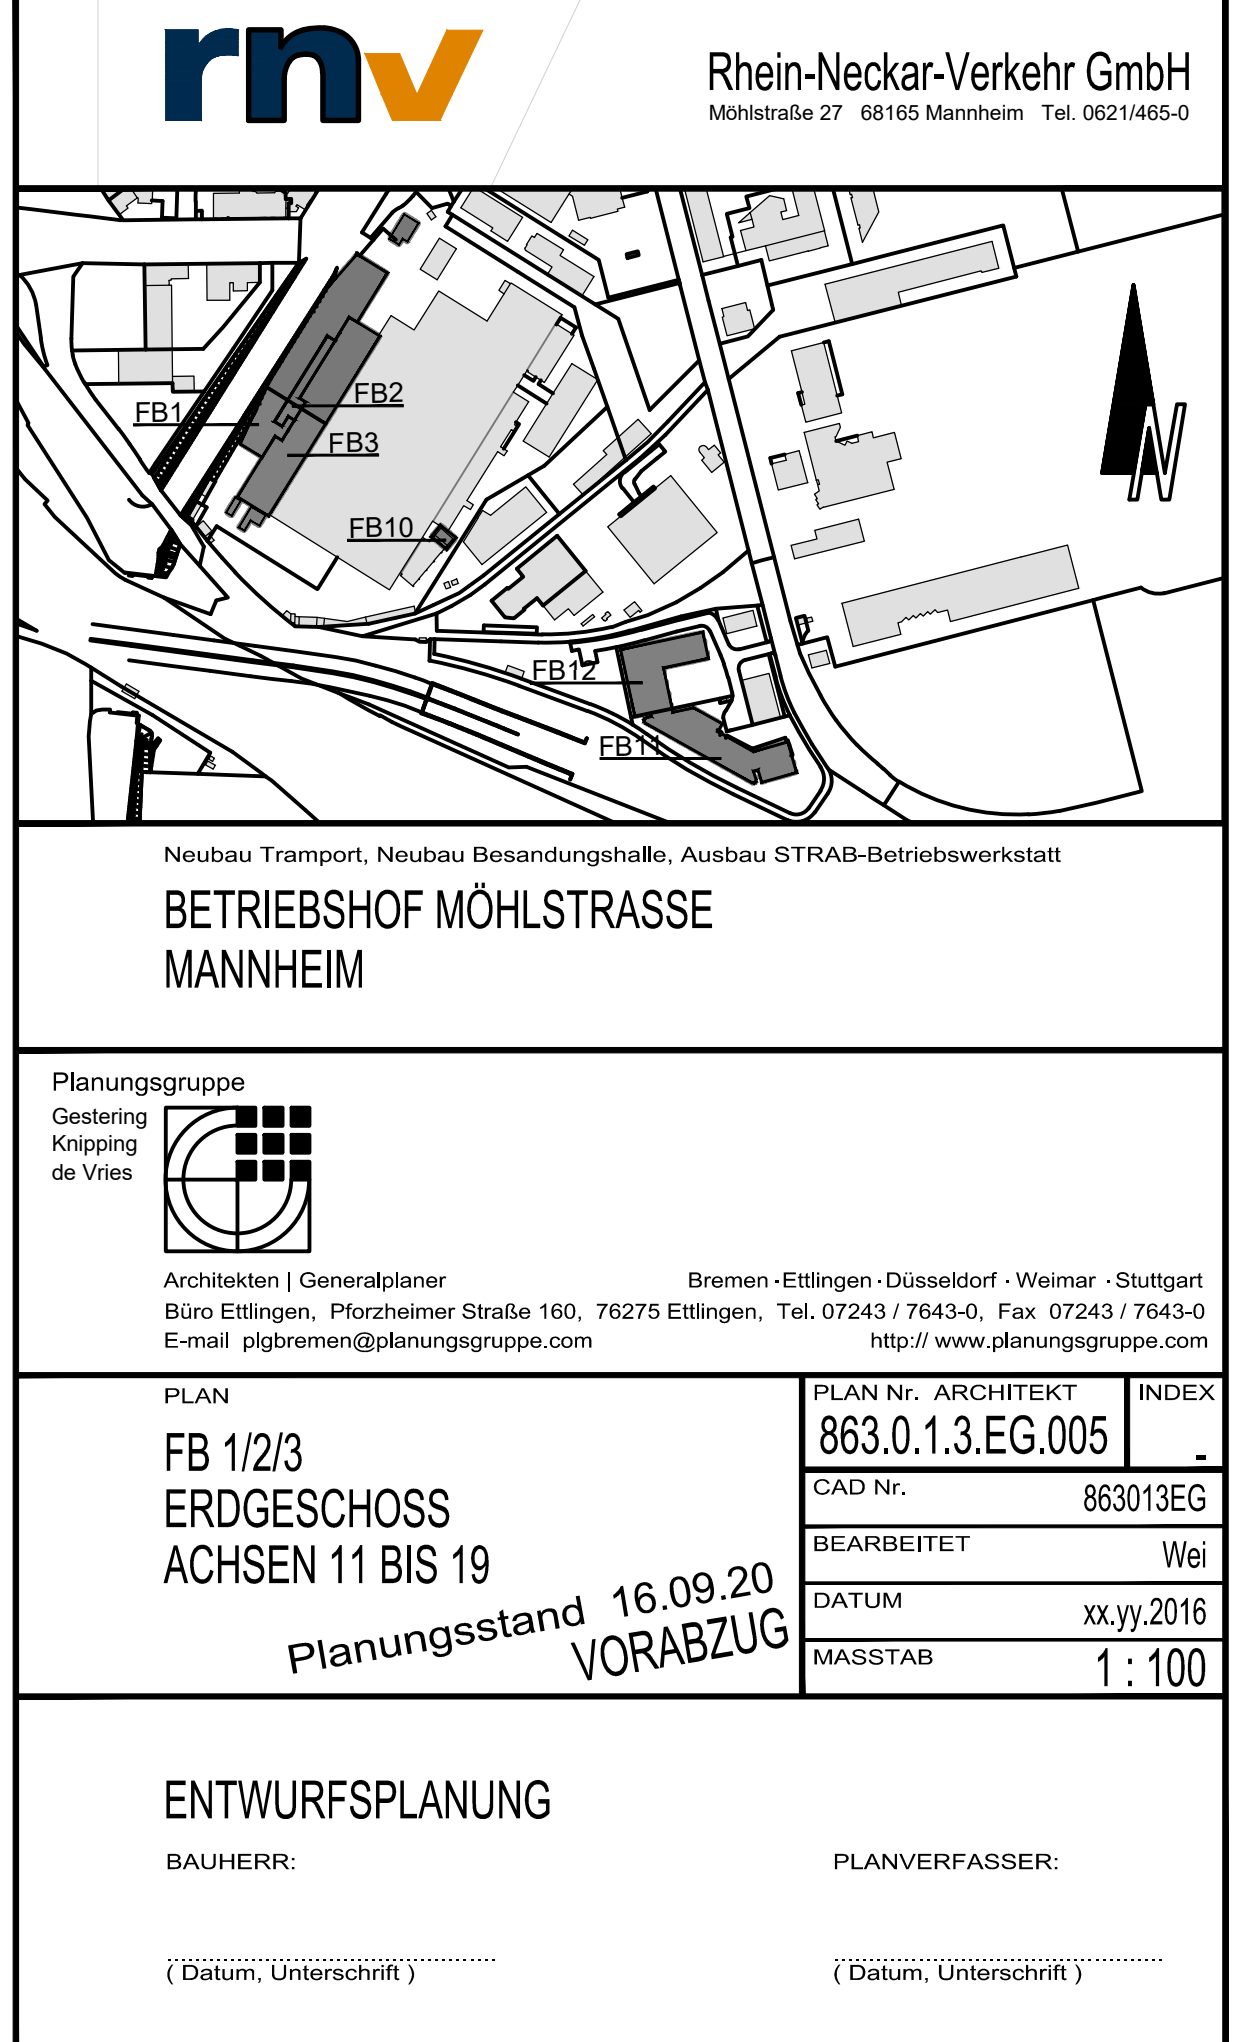 rnv
Rhein-Neckar-Verkehr GmbH
Möhlstraße 27 68165 Mannheim Tel. 0621/465-0
FB1
FB2
FB3
FB10
FB12
FB11
N
Neubau Tramport, Neubau Besandungshalle, Ausbau STRAB-Betriebswerkstatt
BETRIEBSHOF MÖHLSTRASSE
MANNHEIM
Planungsgruppe
Gestering
Knipping
de Vries
Architekten | Generalplaner
Bremen · Ettlingen · Düsseldorf · Weimar · Stuttgart
Büro Ettlingen, Pforzheimer Straße 160, 76275 Ettlingen, Tel. 07243 / 7643-0, Fax 07243 / 7643-0
E-mail plgbremen@planungsgruppe.com
http:// www.planungsgruppe.com
PLAN
FB 1/2/3
ERDGESCHOSS
ACHSEN 11 BIS 19
Planungsstand 16.09.20
VORABZUG
PLAN Nr. ARCHITEKT
863.0.1.3.EG.005
INDEX
-
CAD Nr.
863013EG
BEARBEITET
Wei
DATUM
xx.yy.2016
MASSTAB
1 : 100
ENTWURFSPLANUNG
BAUHERR:
PLANVERFASSER:
( Datum, Unterschrift )
( Datum, Unterschrift )